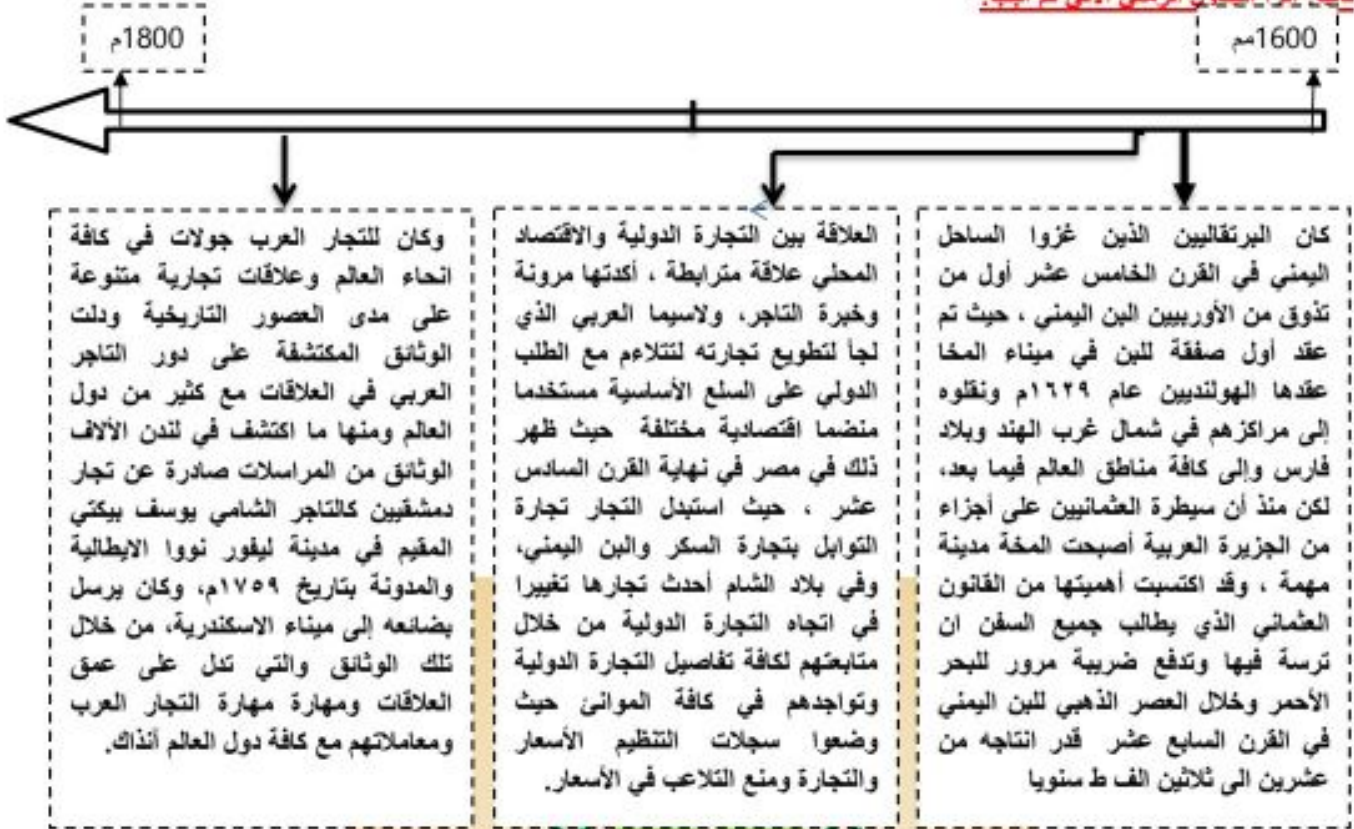 1600مم
1800م
كان البرتقاليين الذين غزوا الساحل
اليمني في القرن الخامس عشر أول من
تذوق من الأوربيين البن اليمني ، حيث تم
عقد أول صفقة للبن في ميناء المخا
عقدها الهولنديين عام ١٦٢٩م ونقلوه
إلى مراكزهم في شمال غرب الهند وبلاد
فارس وإلى كافة مناطق العالم فيما بعد،
لكن منذ أن سيطرة العثمانيين على أجزاء
من الجزيرة العربية أصبحت المخة مدينة
مهمة ، وقد اكتسبت أهميتها من القانون
العثماني الذي يطالب جميع السفن ان
ترسة فيها وتدفع ضريبة مرور للبحر
الأحمر وخلال العصر الذهبي للبن اليمني
في القرن السابع عشر قدر انتاجه من
عشرين الى ثلاثين الف ط سنويا
العلاقة بين التجارة الدولية والاقتصاد
المحلي علاقة مترابطة ، أكدتها مرونة
وخبرة التاجر، ولاسيما العربي الذي
لجأ لتطويع تجارته لتتلاءم مع الطلب
الدولي على السلع الأساسية مستخدما
منضما اقتصادية مختلفة حيث ظهر
ذلك في مصر في نهاية القرن السادس
عشر ، حيث استبدل التجار تجارة
التوابل بتجارة السكر والبن اليمني،
وفي بلاد الشام أحدث تجارها تغييرا
في اتجاه التجارة الدولية من خلال
متابعتهم لكافة تفاصيل التجارة الدولية
وتواجدهم في كافة الموانئ حيث
وضعوا سجلات التنظيم الأسعار
والتجارة ومنع التلاعب في الأسعار.
وكان للتجار العرب جولات في كافة
انحاء العالم وعلاقات تجارية متنوعة
على مدى العصور التاريخية ودلت
الوثائق المكتشفة على دور التاجر
العربي في العلاقات مع كثير من دول
العالم ومنها ما اكتشف في لندن الألاف
الوثائق من المراسلات صادرة عن تجار
دمشقيين كالتاجر الشامي يوسف بيكتي
المقيم في مدينة ليفور نووا الايطالية
والمدونة بتاريخ ١٧٥٩م، وكان يرسل
بضائعه إلى ميناء الاسكندرية، من خلال
تلك الوثائق والتي تدل على عمق
العلاقات ومهارة مهارة التجار العرب
ومعاملاتهم مع كافة دول العالم أنذاك.